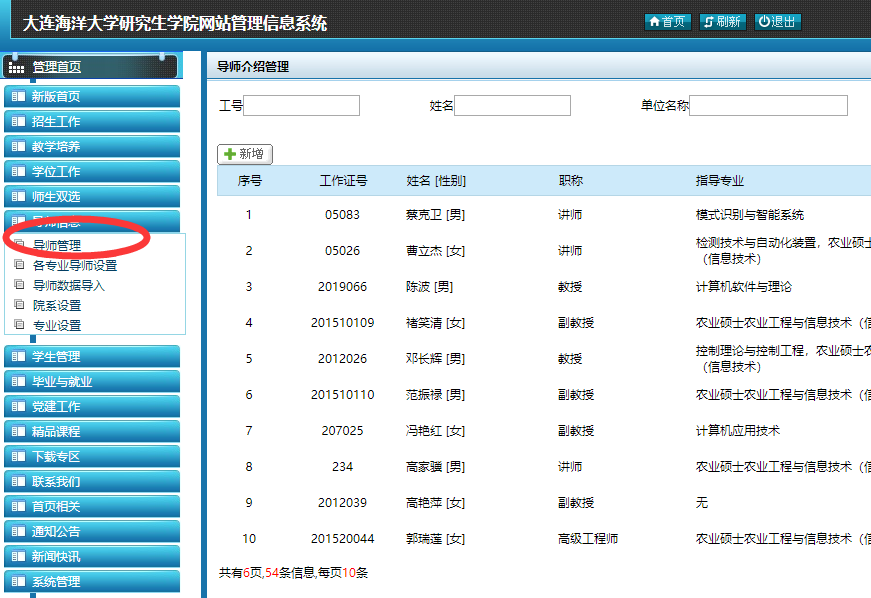 大连海洋大学研究生学院网站管理信息系统
首页 刷新 退出
管理首页
新版首页
招生工作
教学培养
学位工作
师生双选
导师信息
导师管理
各专业导师设置
导师数据导入
院系设置
专业设置
学生管理
毕业与就业
党建工作
精品课程
下载专区
联系我们
首页相关
通知公告
新闻快讯
系统管理
导师介绍管理
工号 姓名 单位名称
新增
序号 工作证号 姓名 [性别] 职称 指导专业
1 05083 蔡克卫 [男] 讲师 模式识别与智能系统
2 05026 曹立杰 [女] 讲师 检测技术与自动化装置，农业硕士
（信息技术）
3 2019066 陈波 [男] 教授 计算机软件与理论
4 201510109 褚笑清 [女] 副教授 农业硕士农业工程与信息技术（信
5 2012026 邓长辉 [男] 教授 控制理论与控制工程，农业硕士农
（信息技术）
6 201510110 范振禄 [男] 副教授 农业硕士农业工程与信息技术（信
7 207025 冯艳红 [女] 副教授 计算机应用技术
8 234 高家骥 [男] 讲师 农业硕士农业工程与信息技术（信
9 2012039 高艳萍 [女] 副教授 无
10 201520044 郭瑞莲 [女] 高级工程师 农业硕士农业工程与信息技术（信
共有6页,54条信息,每页10条